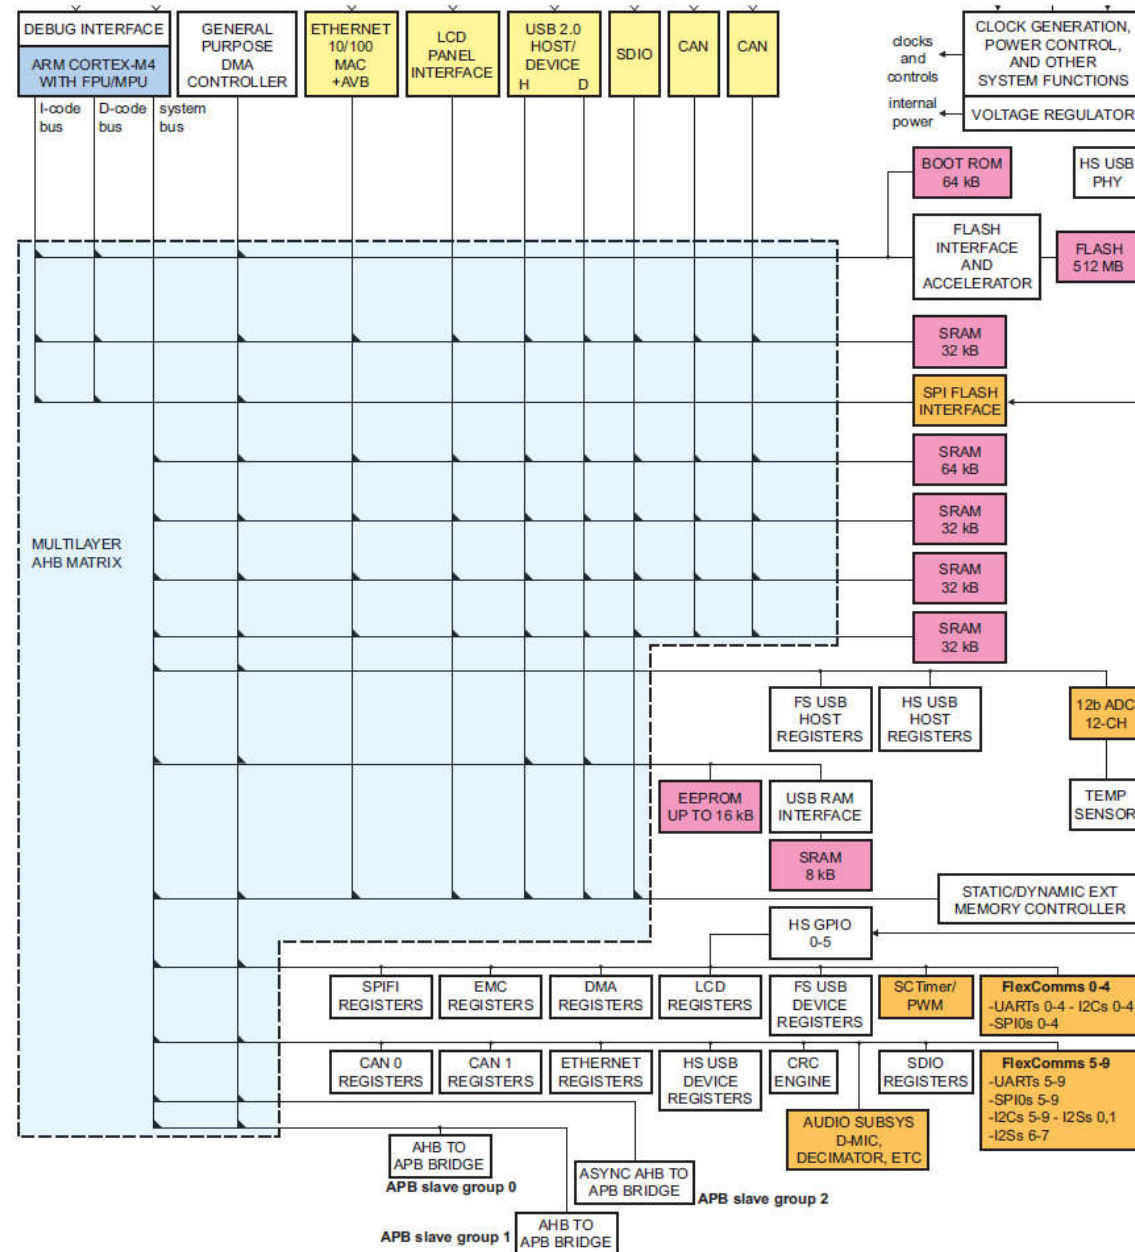 DEBUG INTERFACE
ARM CORTEX-M4
WITH FPU/MPU
GENERAL
PURPOSE
DMA
CONTROLLER
ETHERNET
10/100
MAC
+AVB
LCD
PANEL
INTERFACE
USB 2.0
HOST/
DEVICE
H D
SDIO
CAN
CAN
clocks
and
controls
CLOCK GENERATION,
POWER CONTROL,
AND OTHER
SYSTEM FUNCTIONS
internal
power
VOLTAGE REGULATOR
I-code
bus
D-code
bus
system
bus
BOOT ROM
64 kB
HS USB
PHY
FLASH
INTERFACE
AND
ACCELERATOR
FLASH
512 MB
SRAM
32 kB
SPI FLASH
INTERFACE
SRAM
64 kB
SRAM
32 kB
MULTILAYER
AHB MATRIX
SRAM
32 kB
SRAM
32 kB
FS USB
HOST
REGISTERS
HS USB
HOST
REGISTERS
12b ADC
12-CH
EEPROM
UP TO 16 kB
USB RAM
INTERFACE
TEMP
SENSOR
SRAM
8 kB
STATIC/DYNAMIC EXT
MEMORY CONTROLLER
HS GPIO
0-5
SPIFI
REGISTERS
EMC
REGISTERS
DMA
REGISTERS
LCD
REGISTERS
FS USB
DEVICE
REGISTERS
SCTimer/
PWM
FlexComms 0-4
-UARTs 0-4 - I2Cs 0-4
-SPI0s 0-4
CAN 0
REGISTERS
CAN 1
REGISTERS
ETHERNET
REGISTERS
HS USB
DEVICE
REGISTERS
CRC
ENGINE
SDIO
REGISTERS
FlexComms 5-9
-UARTs 5-9
-SPI0s 5-9
-I2Cs 5-9 - I2Ss 0,1
-I2Ss 6-7
AUDIO SUBSYS
D-MIC,
DECIMATOR, ETC
AHB TO
APB BRIDGE
APB slave group 0
ASYNC AHB TO
APB BRIDGE
APB slave group 2
APB slave group 1
AHB TO
APB BRIDGE